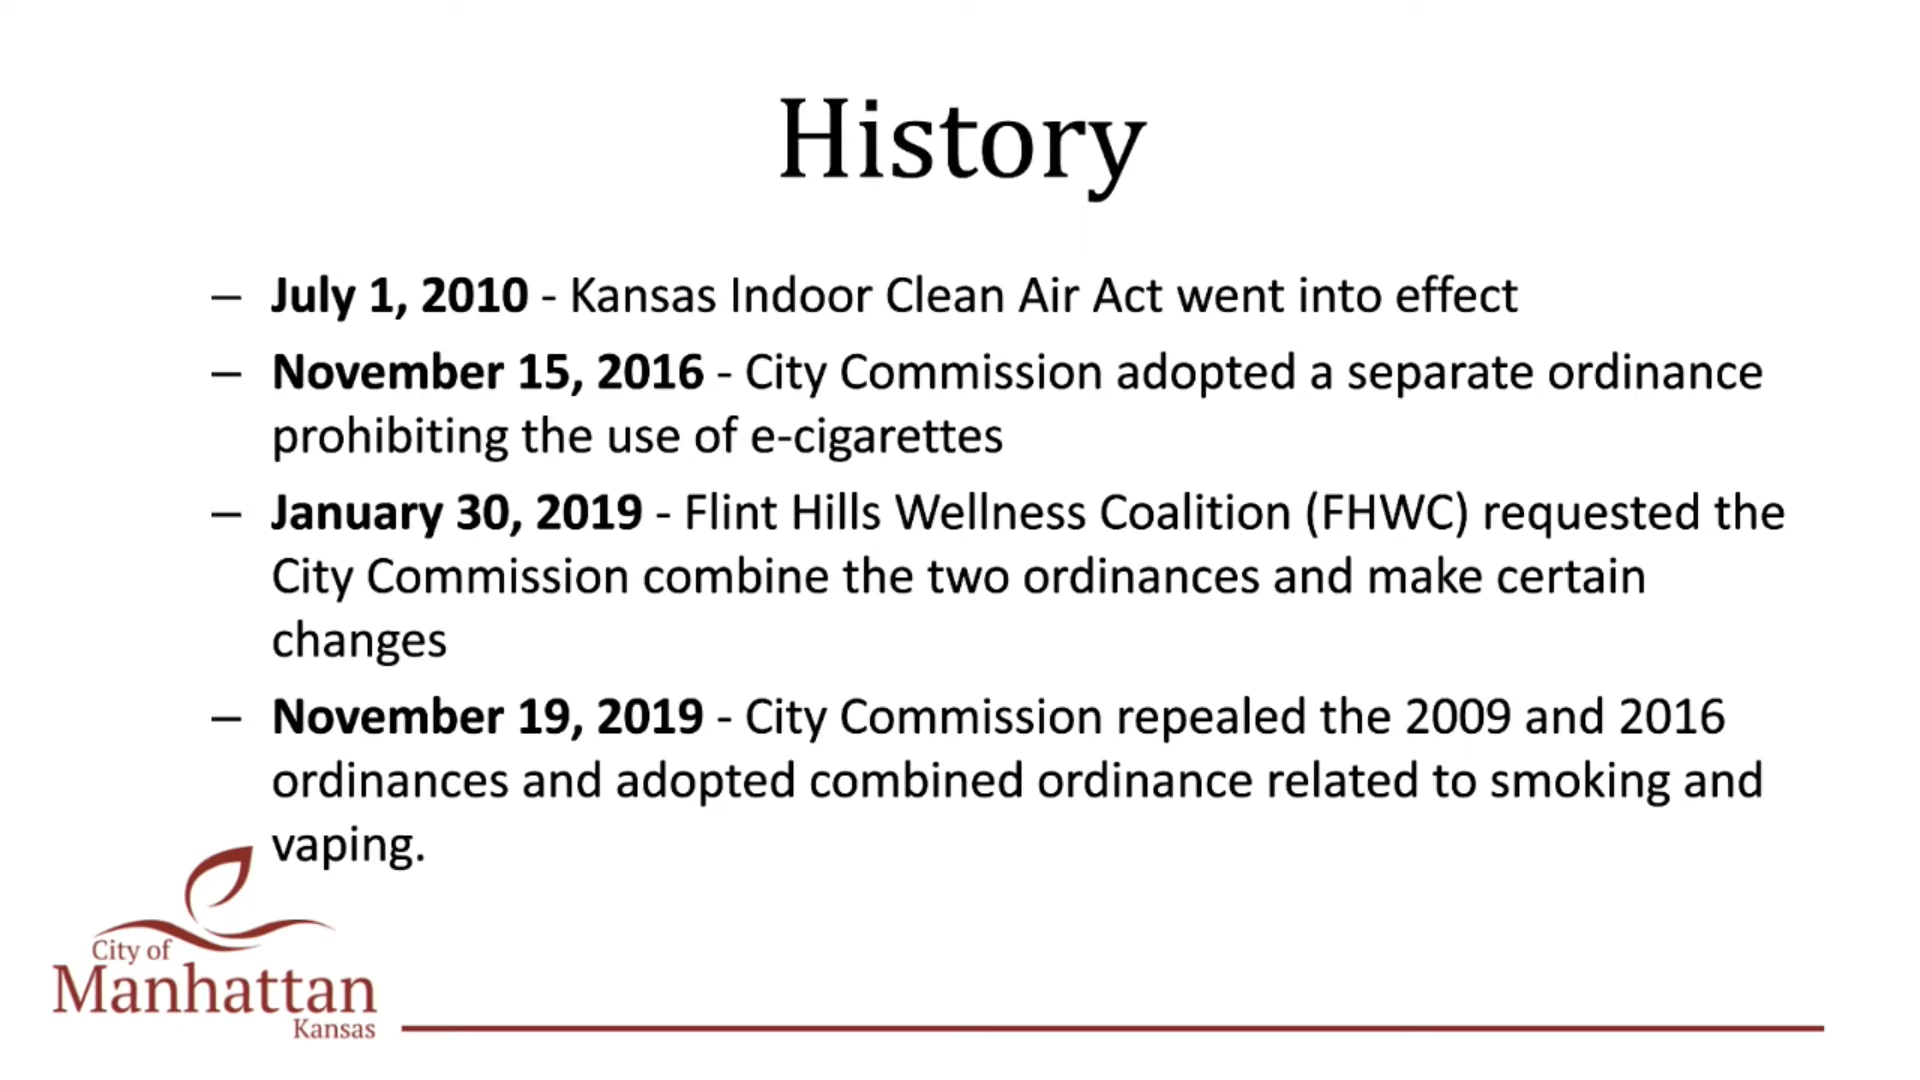 History
– July 1, 2010 - Kansas Indoor Clean Air Act went into effect
– November 15, 2016 - City Commission adopted a separate ordinance
prohibiting the use of e-cigarettes
– January 30, 2019 - Flint Hills Wellness Coalition (FHWC) requested the
City Commission combine the two ordinances and make certain
changes
– November 19, 2019 - City Commission repealed the 2009 and 2016
ordinances and adopted combined ordinance related to smoking and
vaping.
City of
Manhattan
Kansas